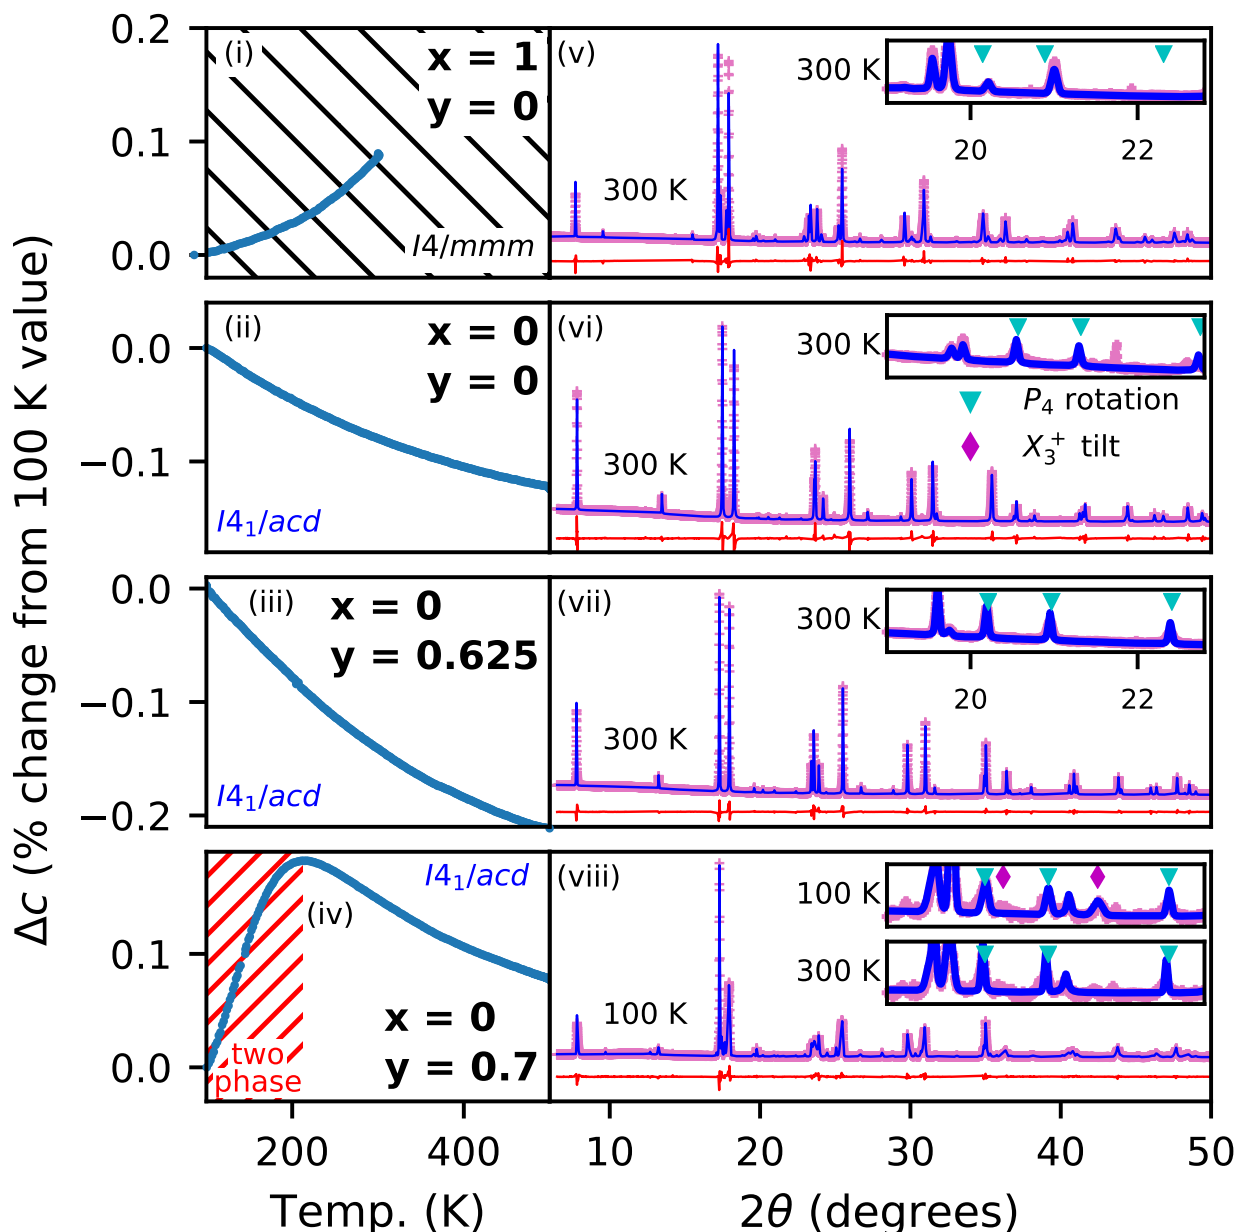 Δc (% change from 100 K value)
0.2
0.1
0.0
(i)
x = 1
y = 0
I4/mmm
(v)
300 K
300 K
20
22
0.0
−0.1
(ii)
x = 0
y = 0
I4₁/acd
(vi)
300 K
300 K
P₄ rotation
X₃⁺ tilt
0.0
−0.1
−0.2
(iii)
x = 0
y = 0.625
I4₁/acd
(vii)
300 K
300 K
20
22
0.1
0.0
I4₁/acd
(iv)
x = 0
y = 0.7
two
phase
(viii)
100 K
300 K
100 K
200
400
10
20
30
40
50
Temp. (K)
2θ (degrees)